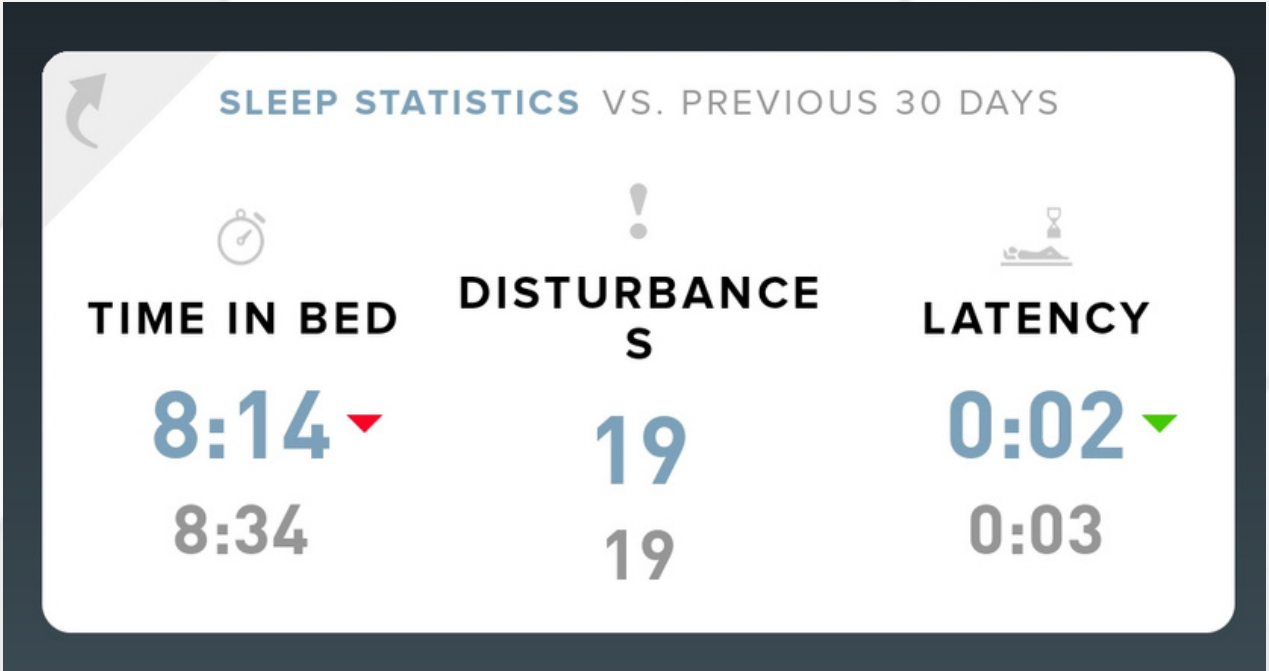 SLEEP STATISTICS VS. PREVIOUS 30 DAYS
TIME IN BED
8:14
8:34
DISTURBANCE
S
19
19
LATENCY
0:02
0:03